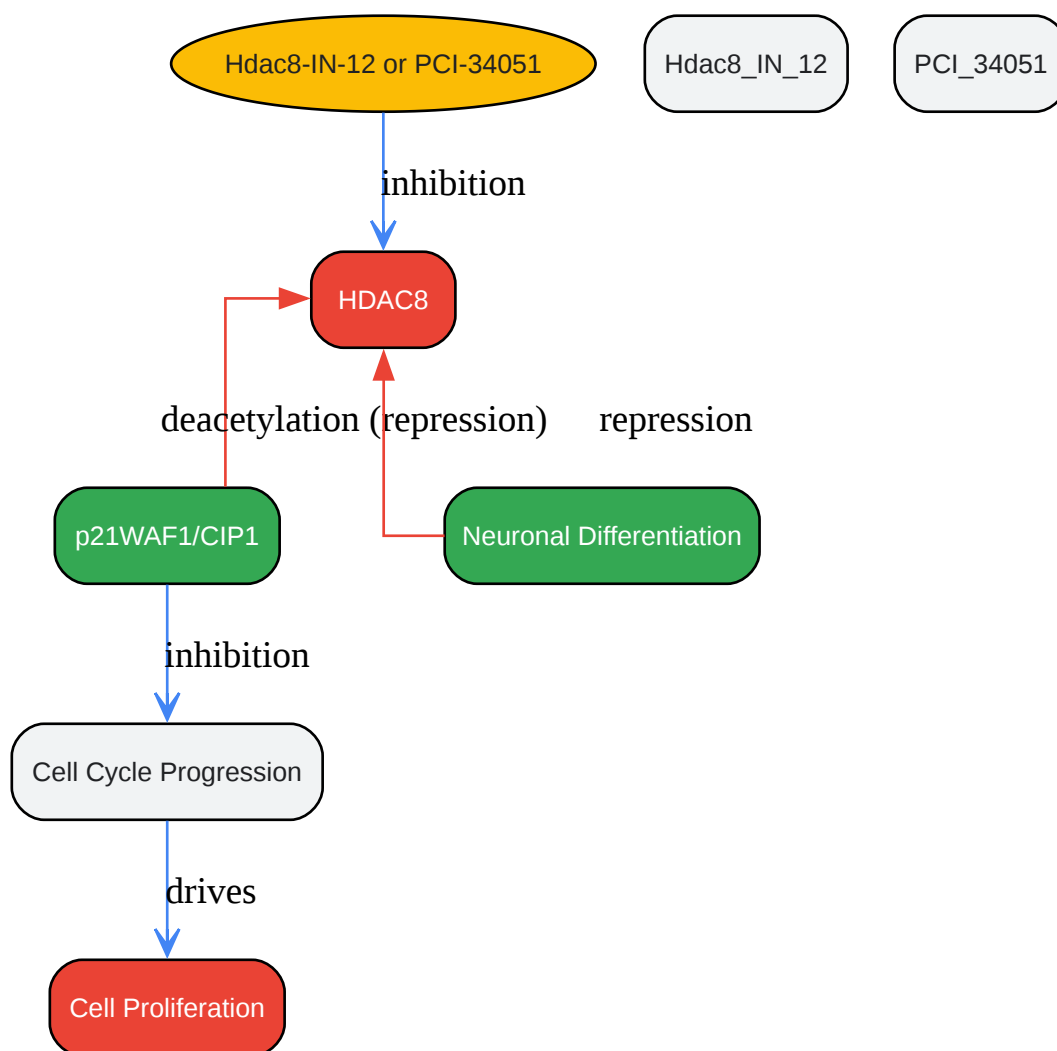 Hdac8-IN-12 or PCI-34051
Hdac8_IN_12
PCI_34051
inhibition
HDAC8
deacetylation (repression)
repression
p21WAF1/CIP1
Neuronal Differentiation
inhibition
Cell Cycle Progression
drives
Cell Proliferation